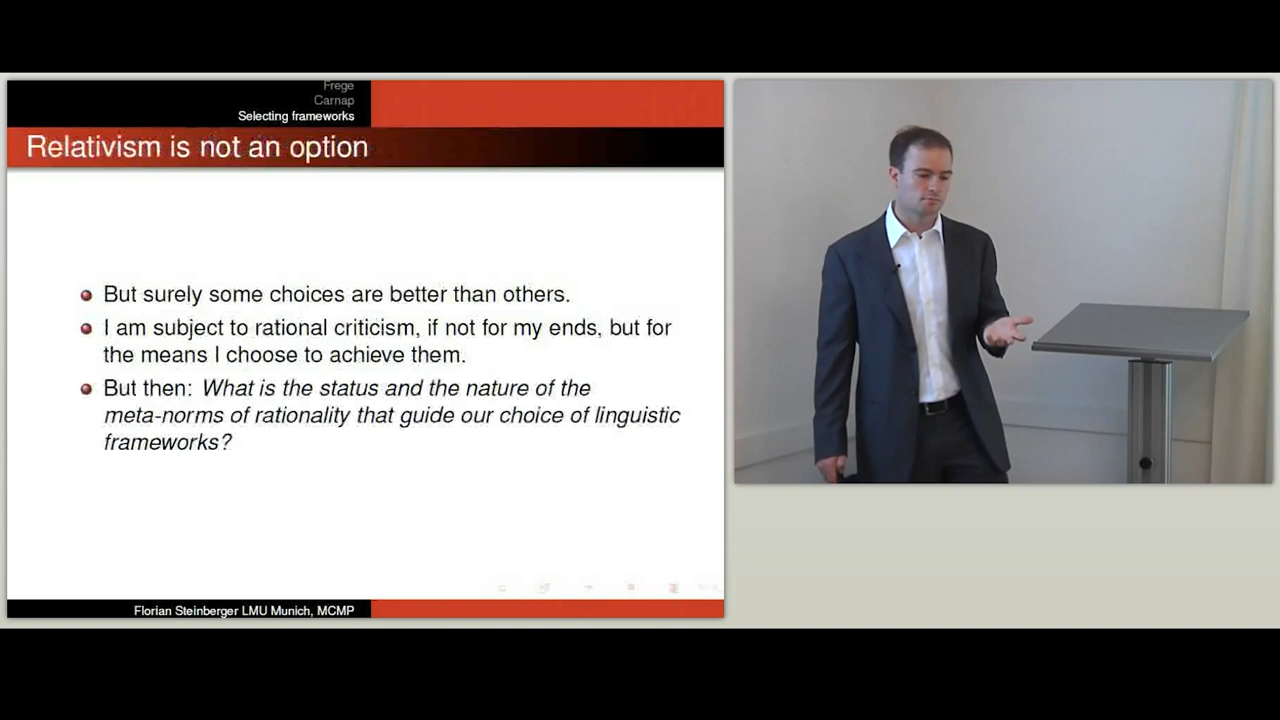 Frege
Carnap
Selecting frameworks
Relativism is not an option
But surely some choices are better than others.
I am subject to rational criticism, if not for my ends, but for
the means I choose to achieve them.
But then: What is the status and the nature of the
meta-norms of rationality that guide our choice of linguistic
frameworks?
Florian Steinberger LMU Munich, MCMP